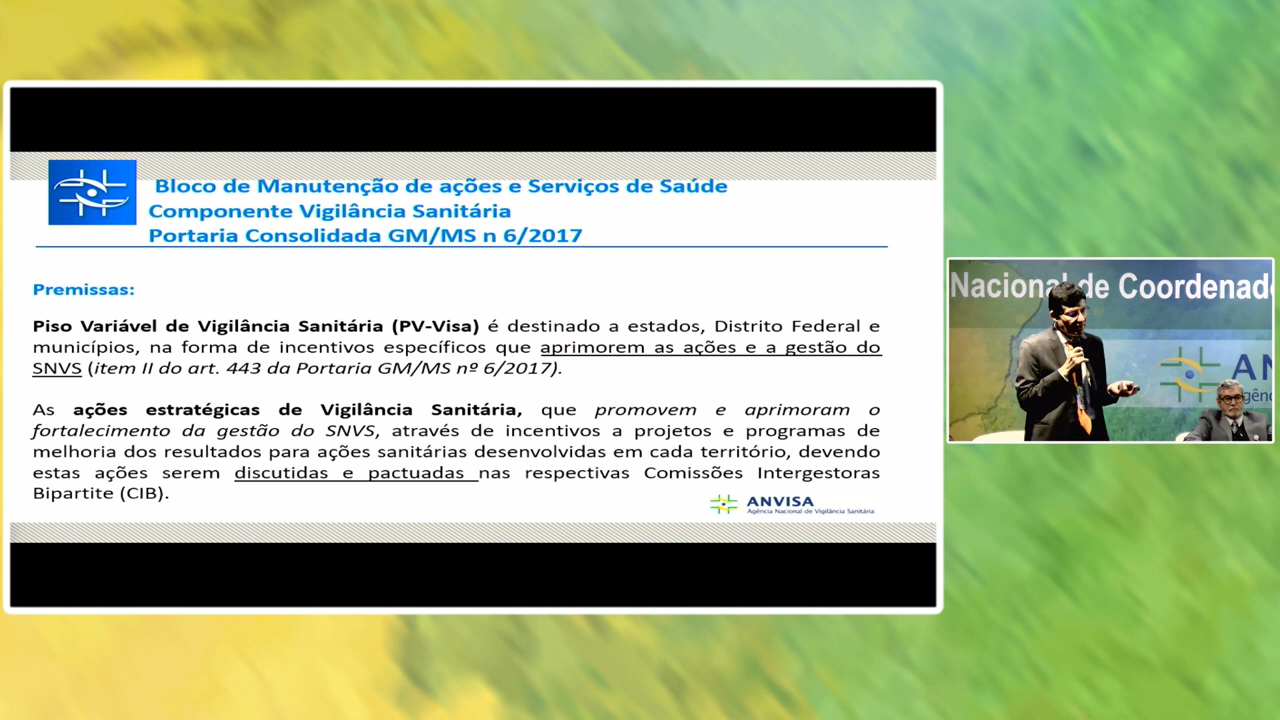 Bloco de Manutenção de ações e Serviços de Saúde
Componente Vigilância Sanitária
Portaria Consolidada GM/MS n 6/2017
Premissas:
Piso Variável de Vigilância Sanitária (PV-Visa) é destinado a estados, Distrito Federal e
municípios, na forma de incentivos específicos que aprimorem as ações e a gestão do
SNVS (item II do art. 443 da Portaria GM/MS nº 6/2017).
As ações estratégicas de Vigilância Sanitária, que promovem e aprimoram o
fortalecimento da gestão do SNVS, através de incentivos a projetos e programas de
melhoria dos resultados para ações sanitárias desenvolvidas em cada território, devendo
estas ações serem discutidas e pactuadas nas respectivas Comissões Intergestoras
Bipartite (CIB).
ANVISA
Agência Nacional de Vigilância Sanitária
Nacional de Coordenad
AN
gênc